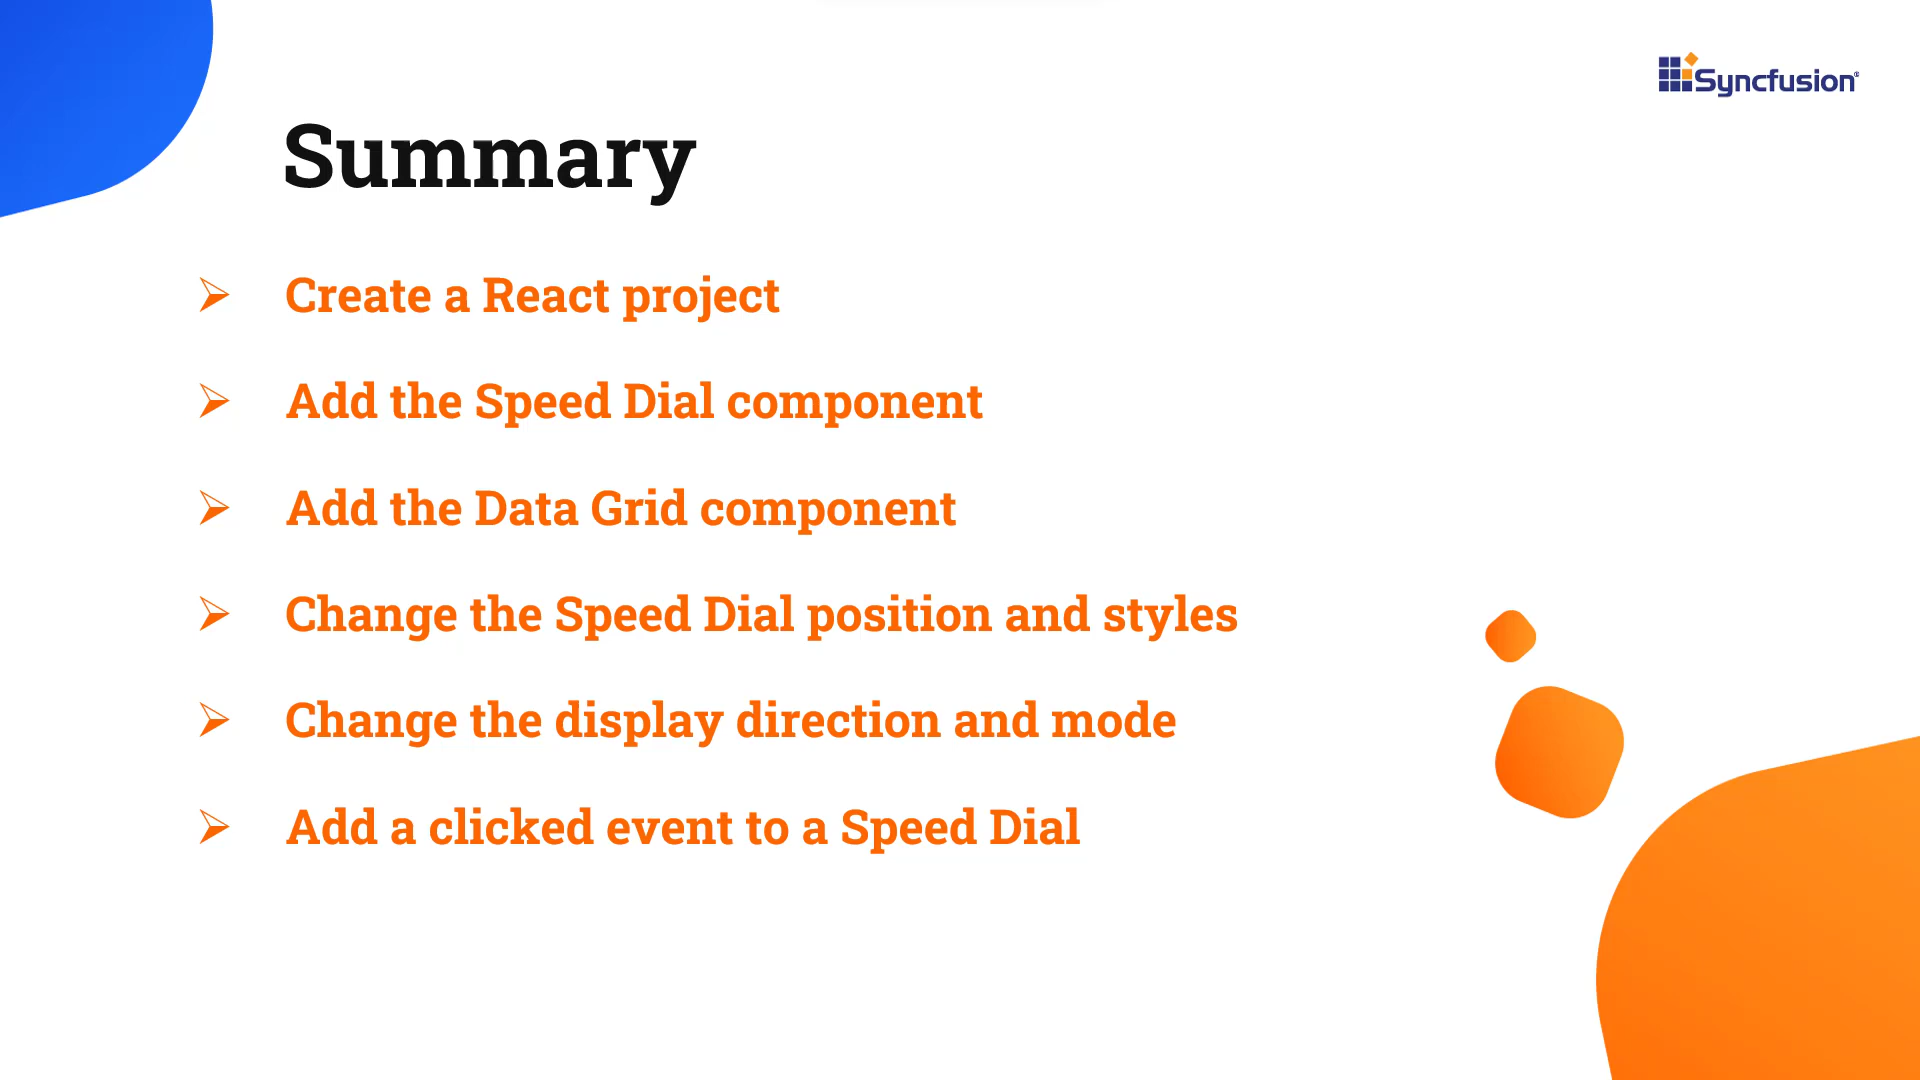 Syncfusion®
Summary
➢ Create a React project
➢ Add the Speed Dial component
➢ Add the Data Grid component
➢ Change the Speed Dial position and styles
➢ Change the display direction and mode
➢ Add a clicked event to a Speed Dial